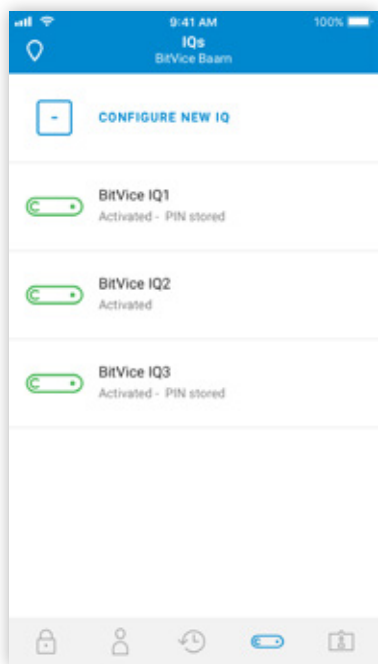 9:41 AM
100%
IQs
BitVice Baarn
CONFIGURE NEW IQ
BitVice IQ1
Activated - PIN stored
BitVice IQ2
Activated
BitVice IQ3
Activated - PIN stored